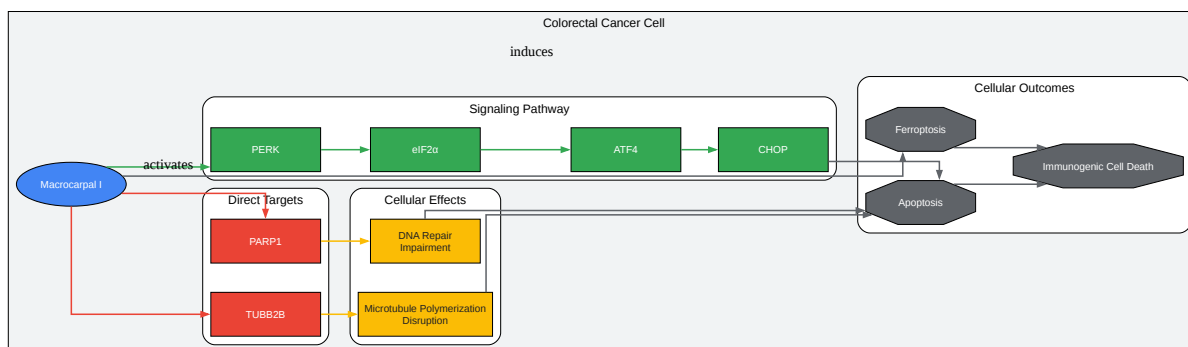 Colorectal Cancer Cell
induces
Cellular Outcomes
Signaling Pathway
Ferroptosis
PERK
eIF2α
ATF4
CHOP
activates
Immunogenic Cell Death
Macrocarpal I
Direct Targets
Cellular Effects
Apoptosis
PARP1
DNA Repair
Impairment
TUBB2B
Microtubule Polymerization
Disruption